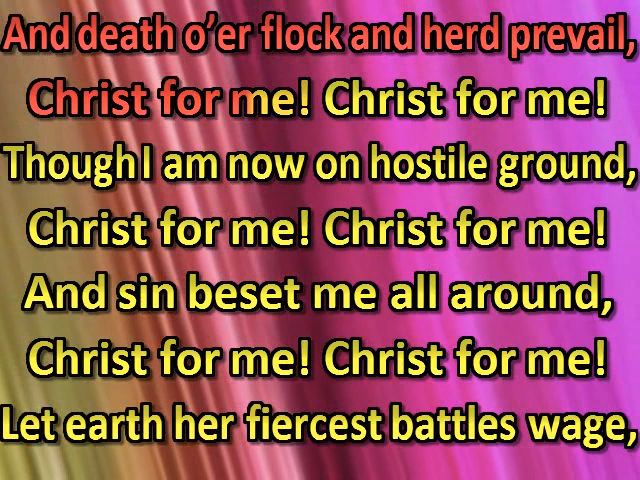 And death o’er flock and herd prevail,
Christ for me! Christ for me!
Though I am now on hostile ground,
Christ for me! Christ for me!
And sin beset me all around,
Christ for me! Christ for me!
Let earth her fiercest battles wage,